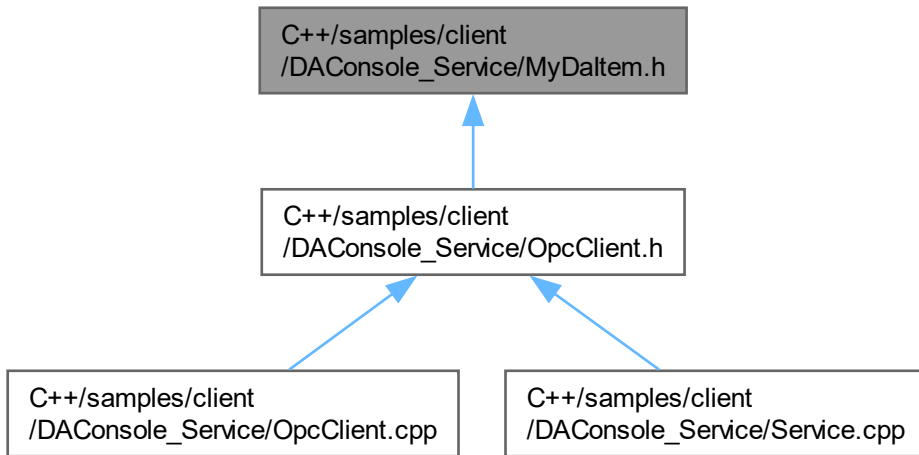 C++/samples/client
/DAConsole_Service/MyDaItem.h
C++/samples/client
/DAConsole_Service/OpcClient.h
C++/samples/client
/DAConsole_Service/OpcClient.cpp
C++/samples/client
/DAConsole_Service/Service.cpp